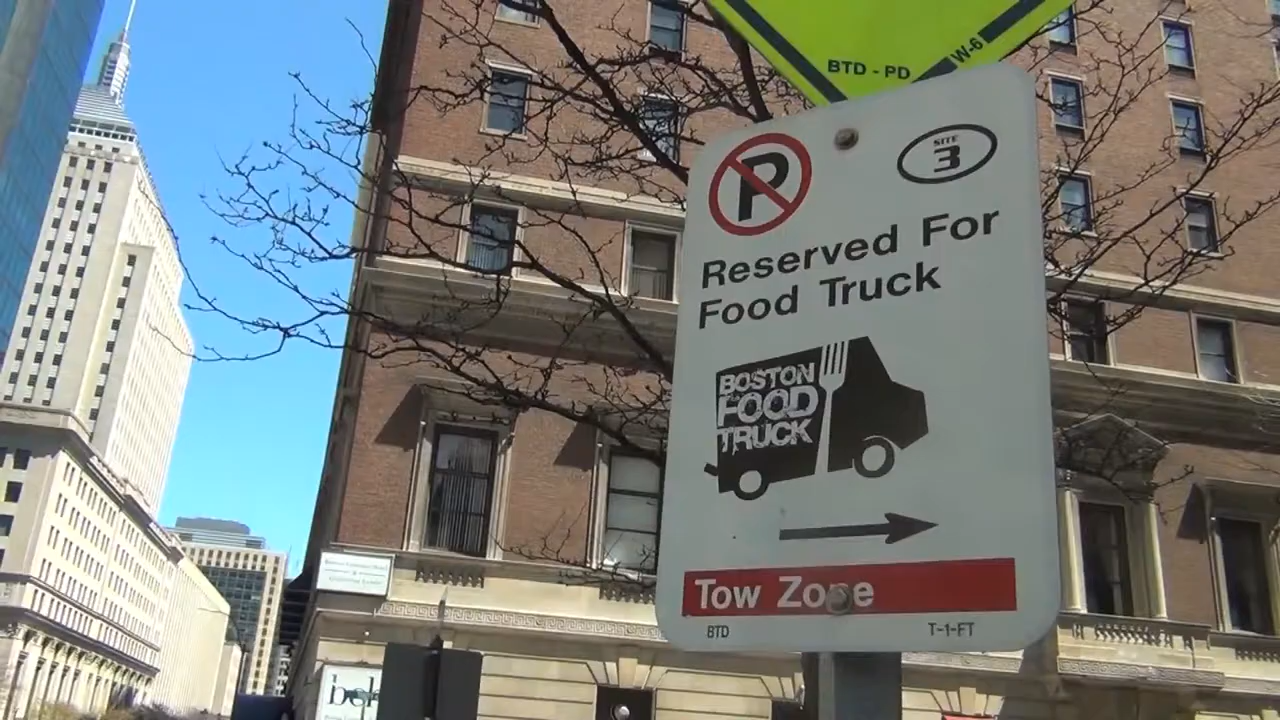 BTD - PD
W-6
P
SITE
3
Reserved For
Food Truck
BOSTON
FOOD
TRUCK
Tow Zone
BTD
T-1-FT